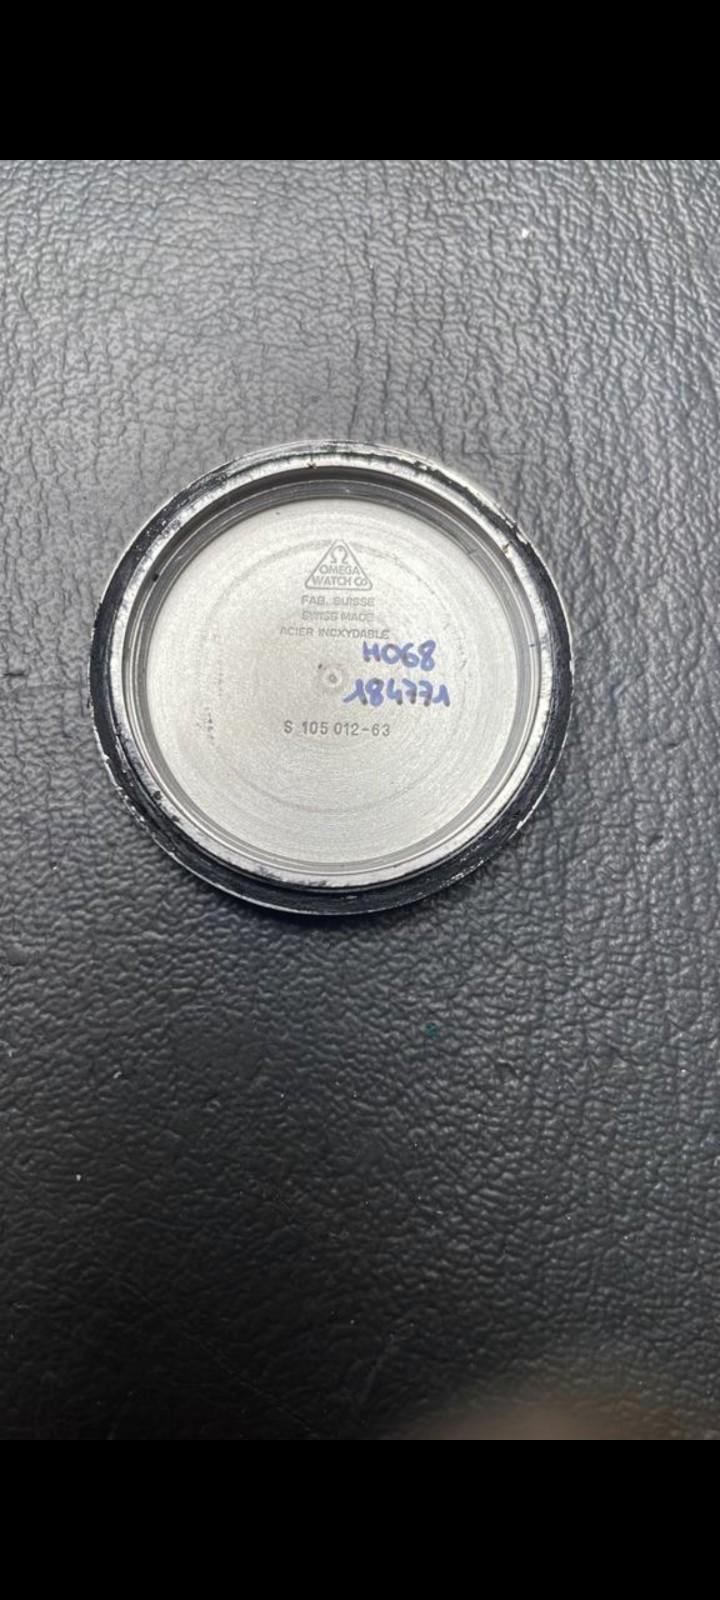 Ω
OMEGA
WATCH Co
FAB. SUISSE
SWISS MADE
ACIER INOXYDABLE
H068
184771
S 105 012-63